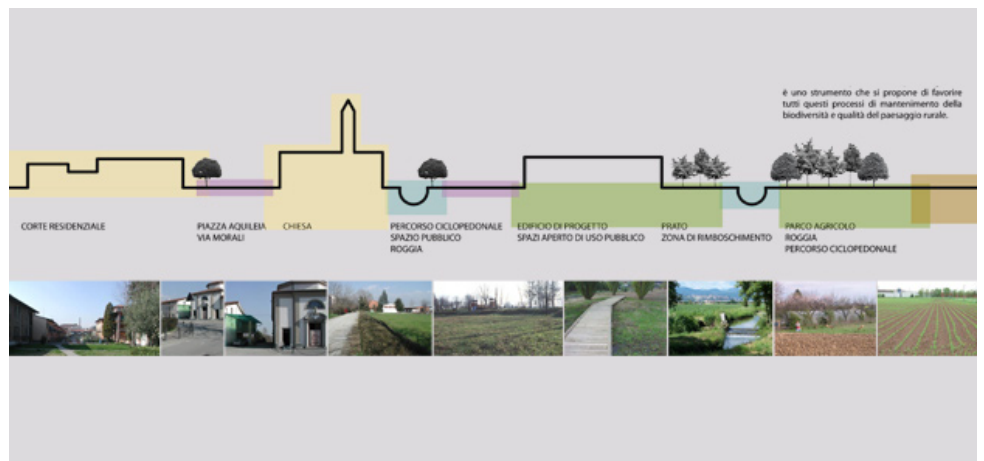 è uno strumento che si propone di favorire
tutti questi processi di mantenimento della
biodiversità e qualità del paesaggio rurale.
CORTE RESIDENZIALE
PIAZZA AQUILEIA
VIA MORALI
CHIESA
PERCORSO CICLOPEDONALE
SPAZIO PUBBLICO
ROGGIA
EDIFICIO DI PROGETTO
SPAZI APERTO DI USO PUBBLICO
PRATO
ZONA DI RIMBOSCHIMENTO
PARCO AGRICOLO
ROGGIA
PERCORSO CICLOPEDONALE